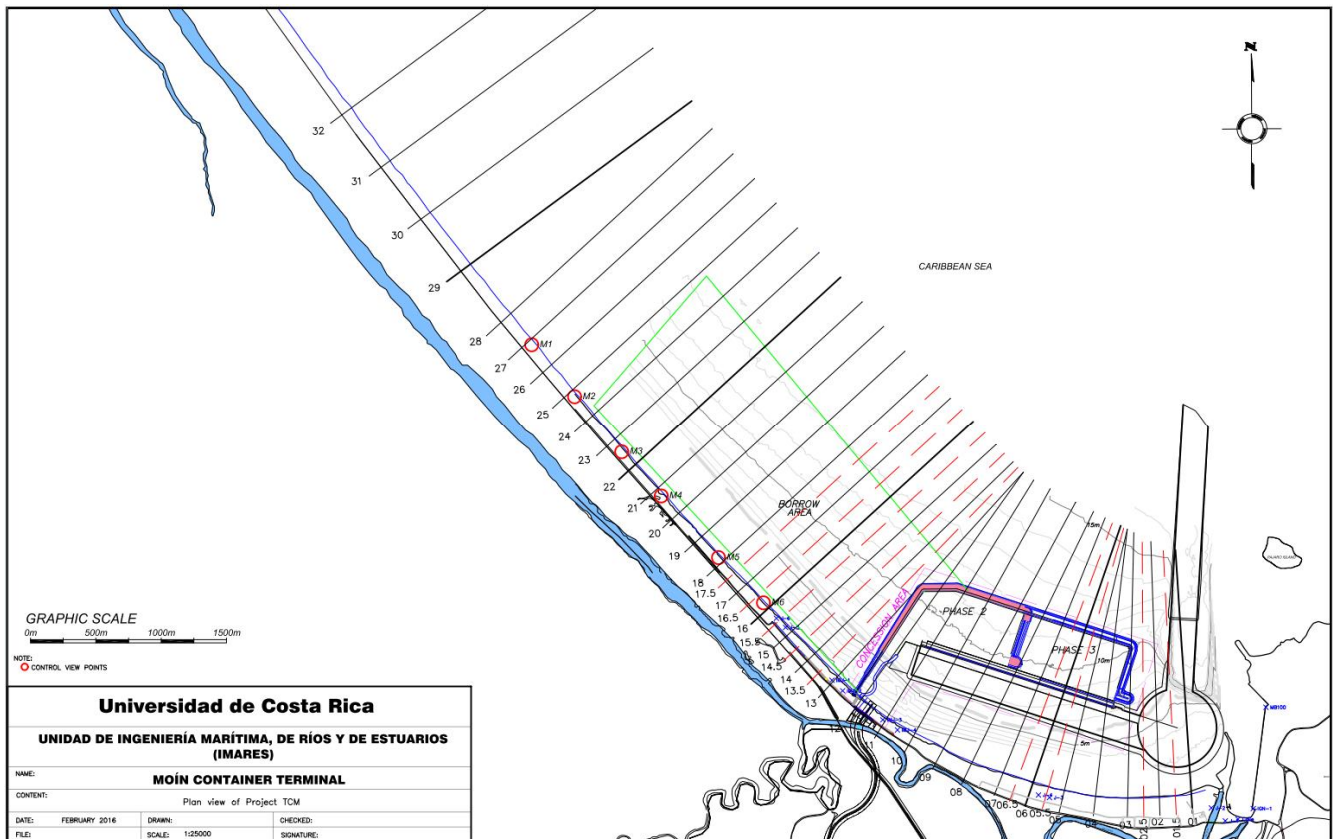 N
32
31
30
29
28
27
26
25
24
23
22
21
20
19
18
17.5
17
16.5
16
15.5
15
14.5
14
13.5
13
12
11
10
09
08
07
06.5
06
05.5
05
03
02.5
02
01.5
01
M1
M2
M3
M4
M5
M6
CARIBBEAN SEA
BORROW
AREA
CONCESSION AREA
PHASE 2
PHASE 3
15m
10m
5m
GRAPHIC SCALE
0m 500m 1000m 1500m
NOTE:
CONTROL VIEW POINTS
Universidad de Costa Rica
UNIDAD DE INGENIERÍA MARÍTIMA, DE RÍOS Y DE ESTUARIOS
(IMARES)
NAME: MOÍN CONTAINER TERMINAL
CONTENT: Plan view of Project TCM
DATE: FEBRUARY 2016 DRAWN: CHECKED:
FILE: SCALE: 1:25000 SIGNATURE: